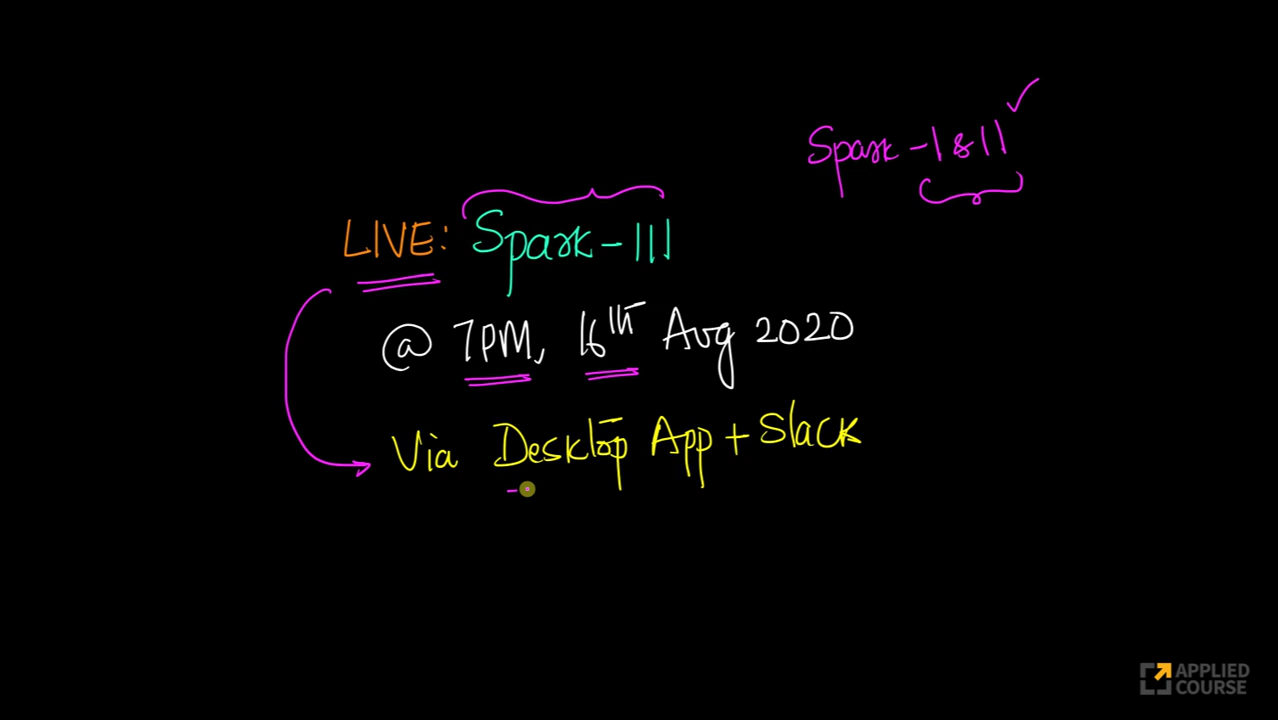 Spark - I & II
LIVE: Spark - III
@ 7PM, 16th Aug 2020
Via Desktop App + Slack
APPLIED
COURSE